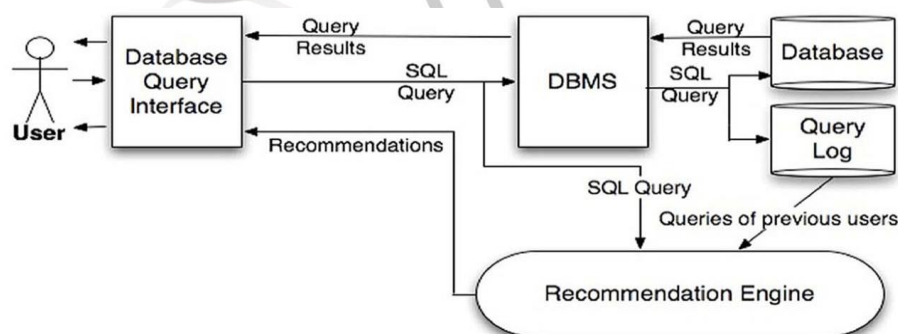 User
Database
Query
Interface
Query
Results
SQL
Query
Recommendations
DBMS
Query
Results
SQL
Query
Database
Query
Log
SQL Query
Queries of previous users
Recommendation Engine